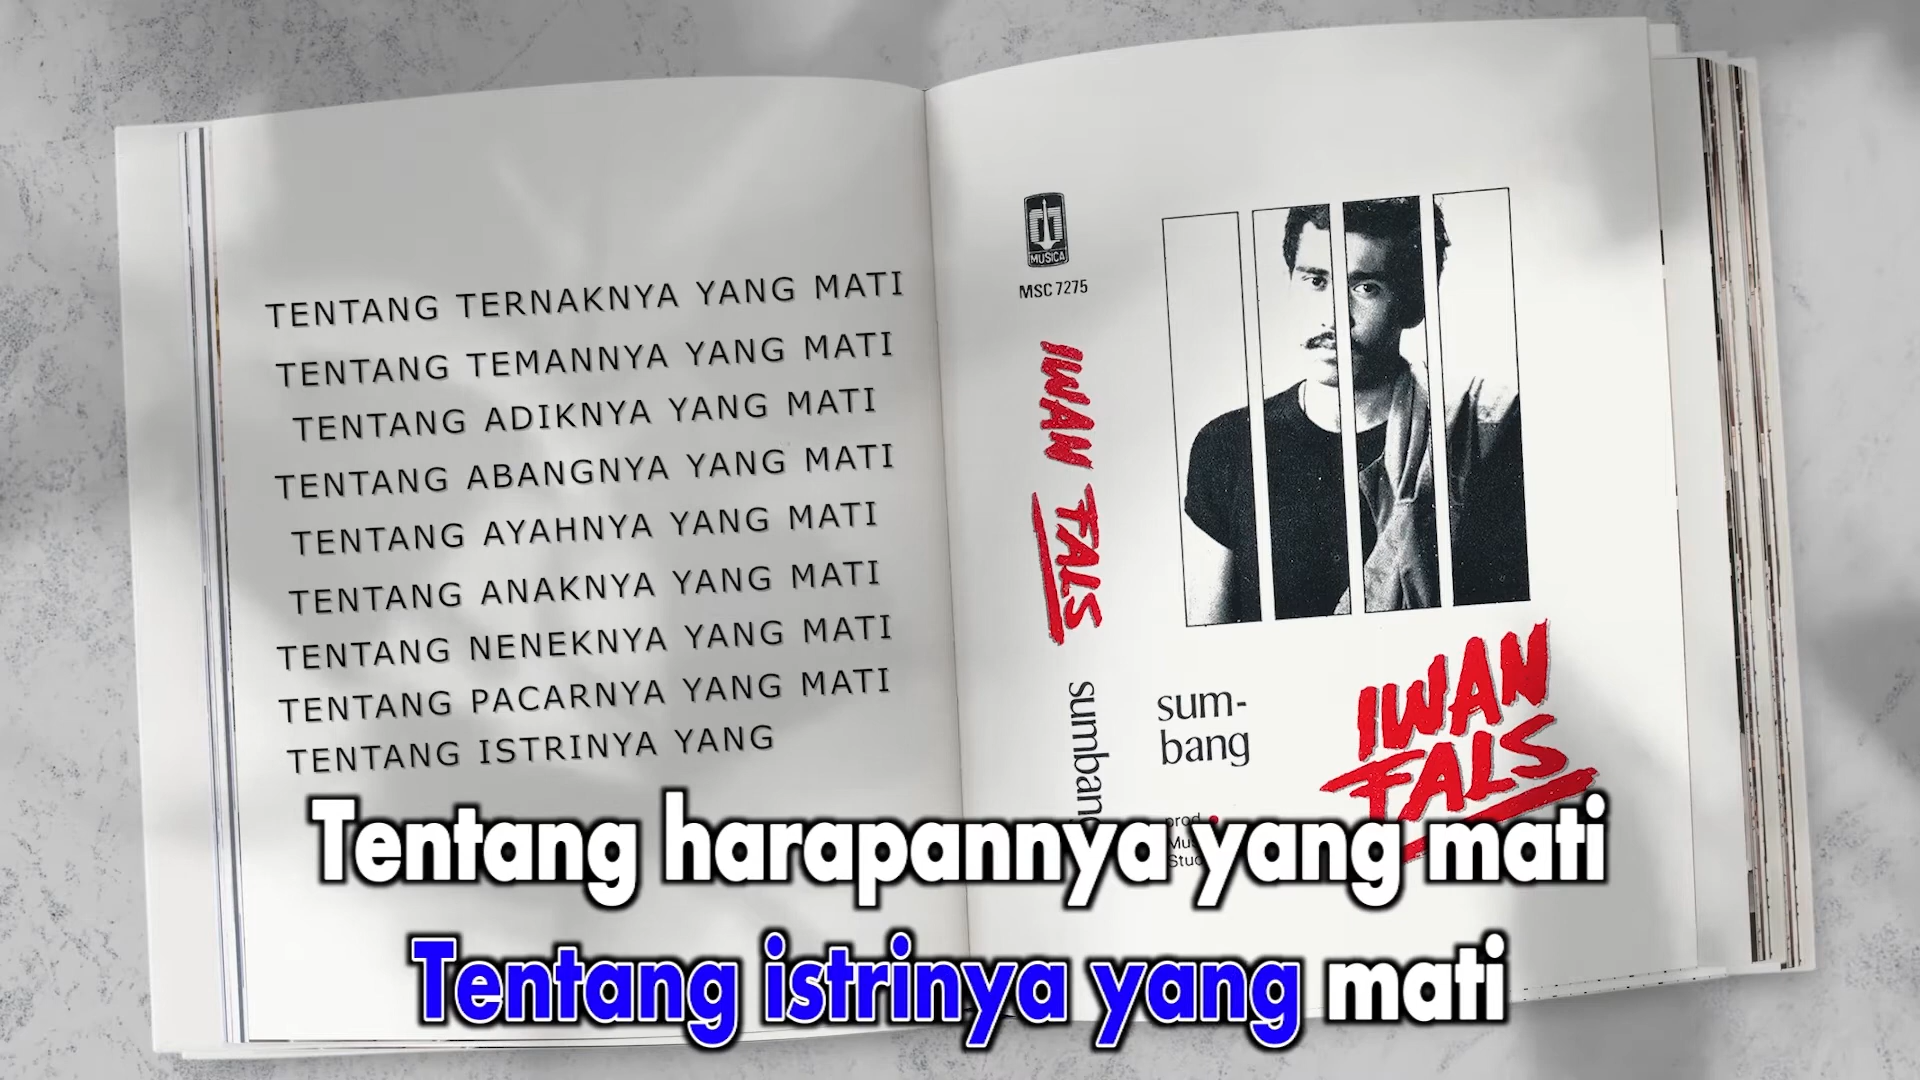 TENTANG TERNAKNYA YANG MATI
TENTANG TEMANNYA YANG MATI
TENTANG ADIKNYA YANG MATI
TENTANG ABANGNYA YANG MATI
TENTANG AYAHNYA YANG MATI
TENTANG ANAKNYA YANG MATI
TENTANG NENEKNYA YANG MATI
TENTANG PACARNYA YANG MATI
TENTANG ISTRINYA YANG
MUSICA
MSC 7275
IWAN FALS
sumbang
sum-
bang
IWAN
FALS
prod
Tentang harapannya yang mati
Tentang istrinya yang mati